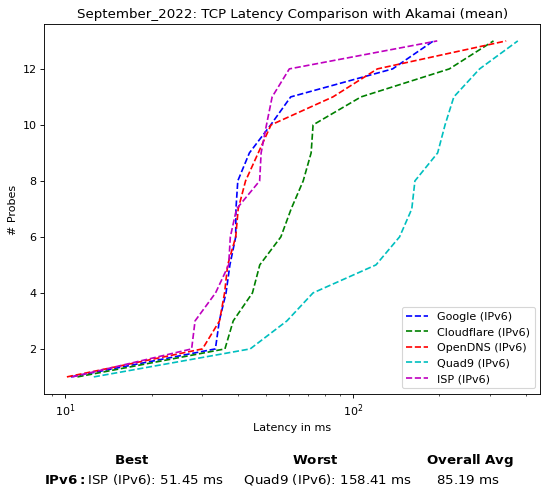 September_2022: TCP Latency Comparison with Akamai (mean)
# Probes
12
10
8
6
4
2
Google (IPv6)
Cloudflare (IPv6)
OpenDNS (IPv6)
Quad9 (IPv6)
ISP (IPv6)
10¹ 10²
Latency in ms
Best Worst Overall Avg
IPv6: ISP (IPv6): 51.45 ms Quad9 (IPv6): 158.41 ms 85.19 ms